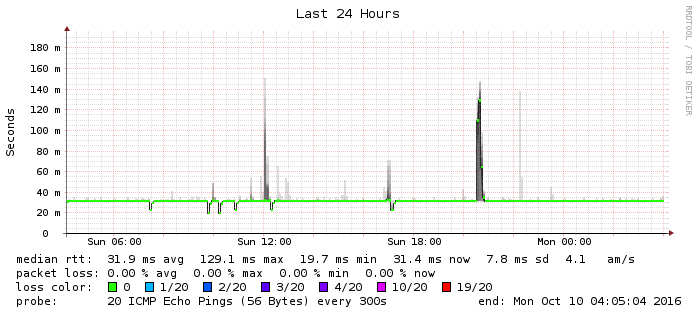 Last 24 Hours
RRDTOOL / TOBI OETIKER
Seconds
180 m
160 m
140 m
120 m
100 m
80 m
60 m
40 m
20 m
0
Sun 06:00 Sun 12:00 Sun 18:00 Mon 00:00
median rtt: 31.9 ms avg 129.1 ms max 19.7 ms min 31.4 ms now 7.8 ms sd 4.1 am/s
packet loss: 0.00 % avg 0.00 % max 0.00 % min 0.00 % now
loss color: 0 1/20 2/20 3/20 4/20 10/20 19/20
probe: 20 ICMP Echo Pings (56 Bytes) every 300s end: Mon Oct 10 04:05:04 2016